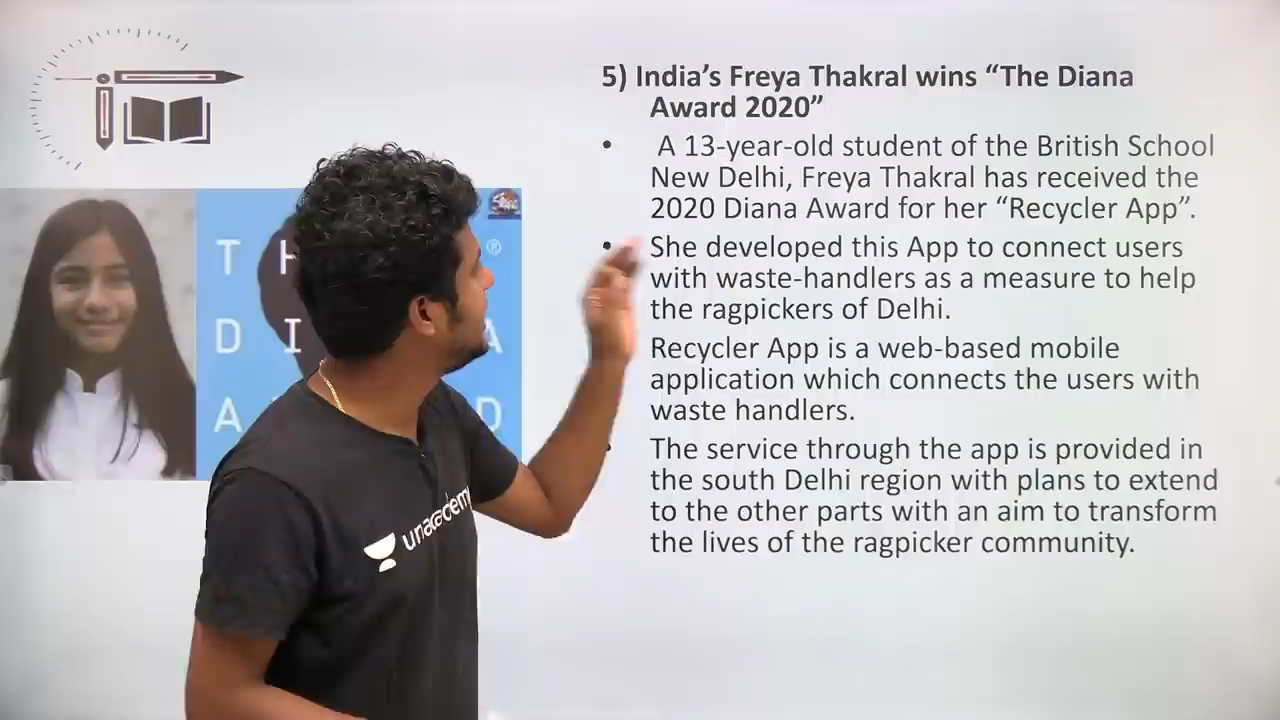 5) India’s Freya Thakral wins “The Diana
Award 2020”
• A 13-year-old student of the British School
New Delhi, Freya Thakral has received the
2020 Diana Award for her “Recycler App”.
• She developed this App to connect users
with waste-handlers as a measure to help
the ragpickers of Delhi.
Recycler App is a web-based mobile
application which connects the users with
waste handlers.
• The service through the app is provided in
the south Delhi region with plans to extend
to the other parts with an aim to transform
the lives of the ragpicker community.
T H ®
D I A
A D
unacademy